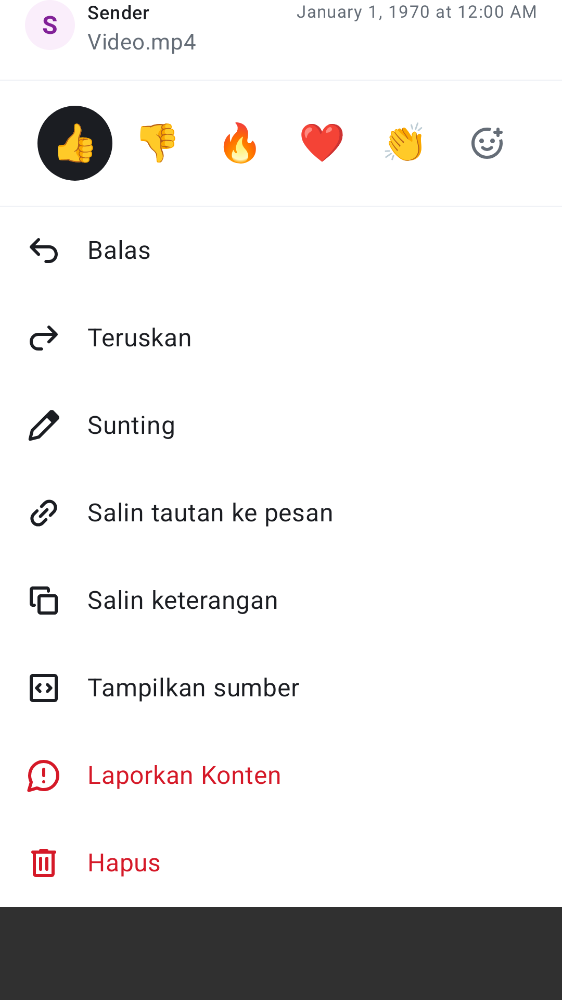 S
Sender
January 1, 1970 at 12:00 AM
Video.mp4
Balas
Teruskan
Sunting
Salin tautan ke pesan
Salin keterangan
Tampilkan sumber
Laporkan Konten
Hapus